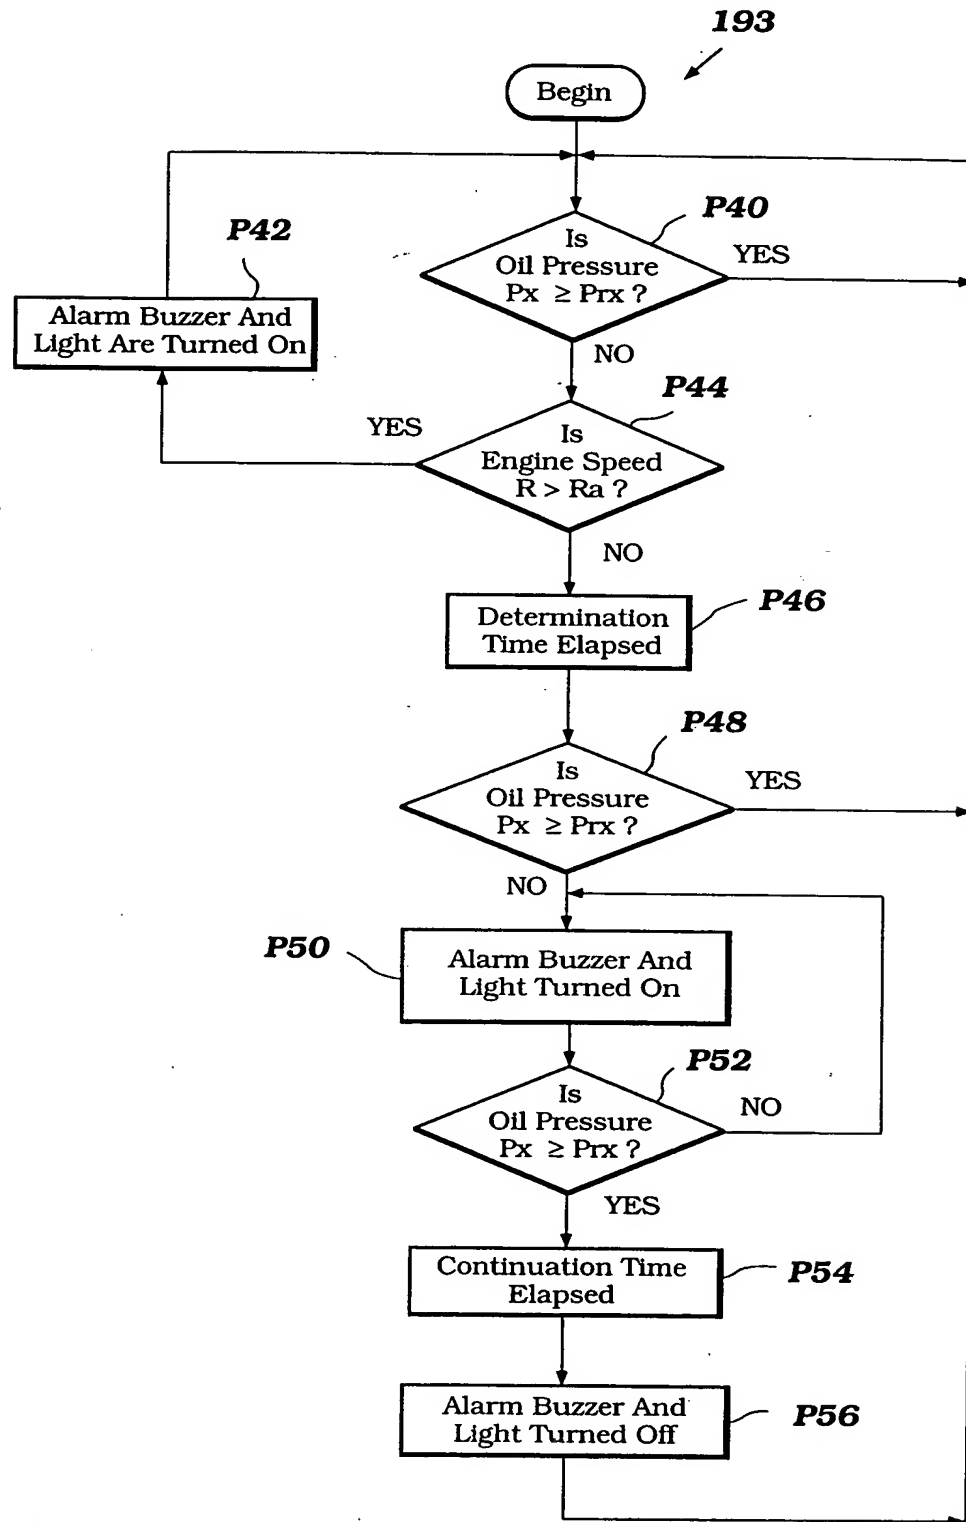 193
Begin
P40
Is
Oil Pressure
Px ≥ Prx ?
YES
P42
Alarm Buzzer And
Light Are Turned On
NO
P44
YES
Is
Engine Speed
R > Ra ?
NO
P46
Determination
Time Elapsed
P48
Is
Oil Pressure
Px ≥ Prx ?
YES
NO
P50
Alarm Buzzer And
Light Turned On
P52
Is
Oil Pressure
Px ≥ Prx ?
NO
YES
Continuation Time
Elapsed
P54
Alarm Buzzer And
Light Turned Off
P56